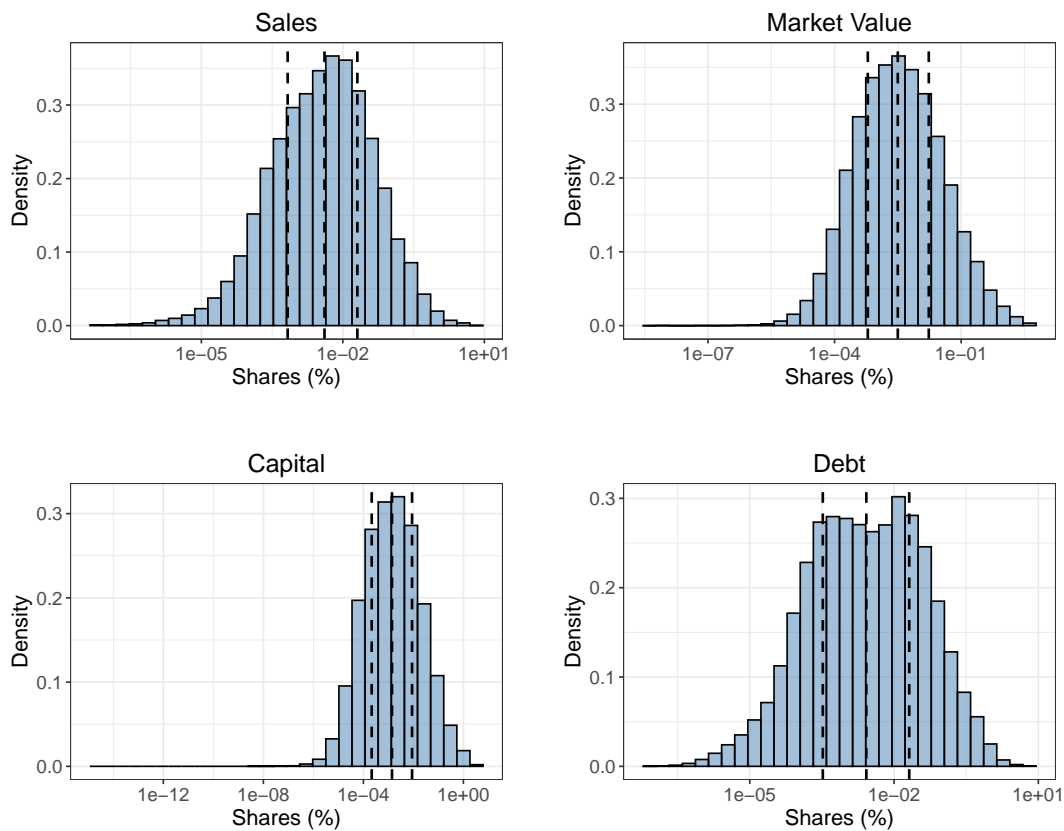 Sales
Density
0.3
0.2
0.1
0.0
1e−05
1e−02
1e+01
Shares (%)
Market Value
Density
0.3
0.2
0.1
0.0
1e−07
1e−04
1e−01
Shares (%)
Capital
Density
0.3
0.2
0.1
0.0
1e−12
1e−08
1e−04
1e+00
Shares (%)
Debt
Density
0.3
0.2
0.1
0.0
1e−05
1e−02
1e+01
Shares (%)